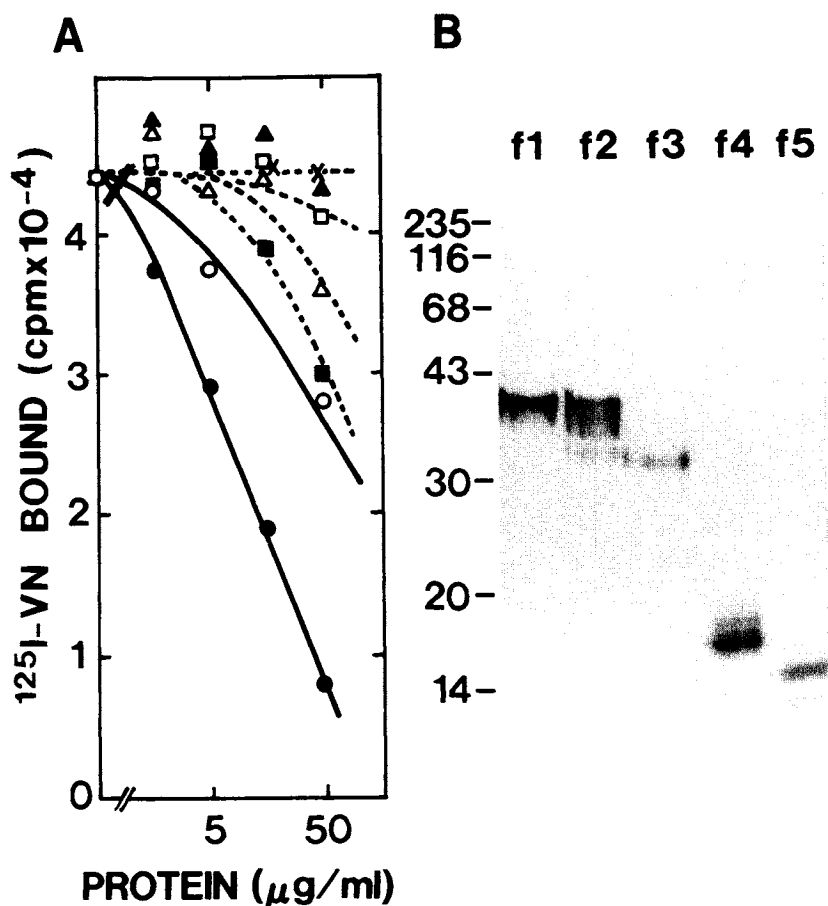 A
B
f1 f2 f3 f4 f5
¹²⁵I-VN BOUND (cpmx10⁻⁴)
4
3
2
1
0
5 50
PROTEIN (μg/ml)
235-
116-
68-
43-
30-
20-
14-